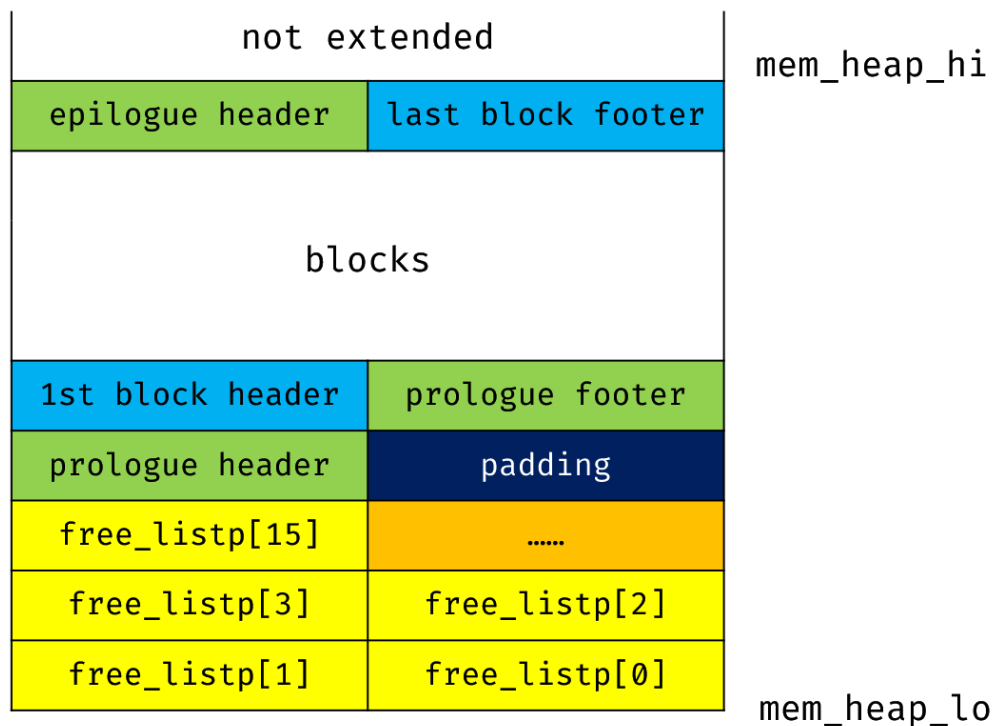 not extended
mem_heap_hi
epilogue header
last block footer
blocks
1st block header
prologue footer
prologue header
padding
free_listp[15]
……
free_listp[3]
free_listp[2]
free_listp[1]
free_listp[0]
mem_heap_lo